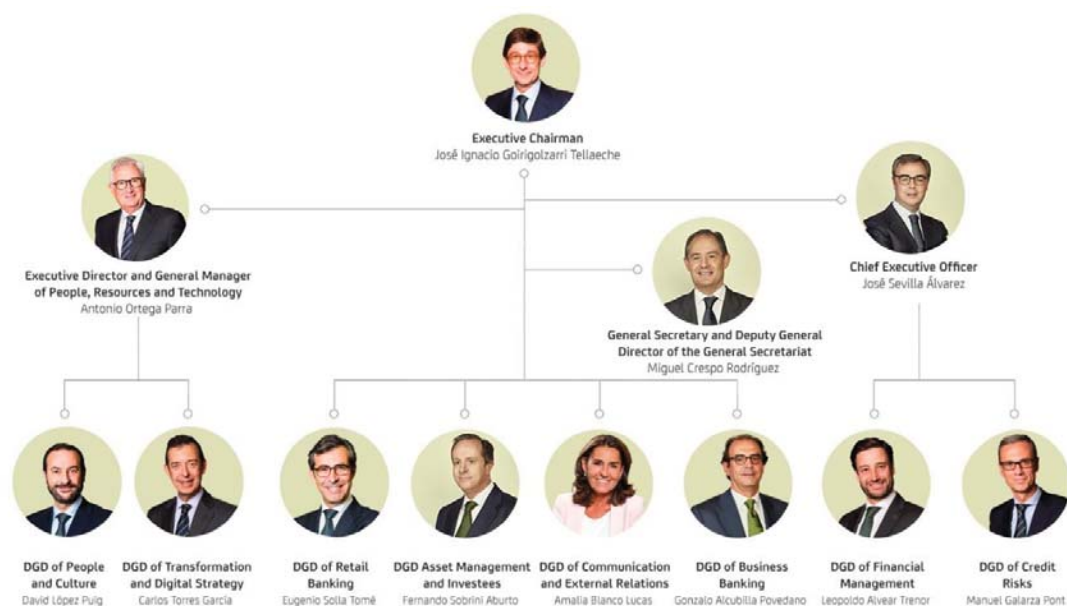 Executive Chairman
José Ignacio Goirigolzarri Tellaeche
Executive Director and General Manager
of People, Resources and Technology
Antonio Ortega Parra
Chief Executive Officer
José Sevilla Álvarez
General Secretary and Deputy General
Director of the General Secretariat
Miguel Crespo Rodríguez
DGD of People
and Culture
David López Puig
DGD of Transformation
and Digital Strategy
Carlos Torres García
DGD of Retail
Banking
Eugenio Solla Tomé
DGD Asset Management
and Investees
Fernando Sobrini Aburto
DGD of Communication
and External Relations
Amalia Blanco Lucas
DGD of Business
Banking
Gonzalo Alcubilla Povedano
DGD of Financial
Management
Leopoldo Alvear Trenor
DGD of Credit
Risks
Manuel Galarza Pont